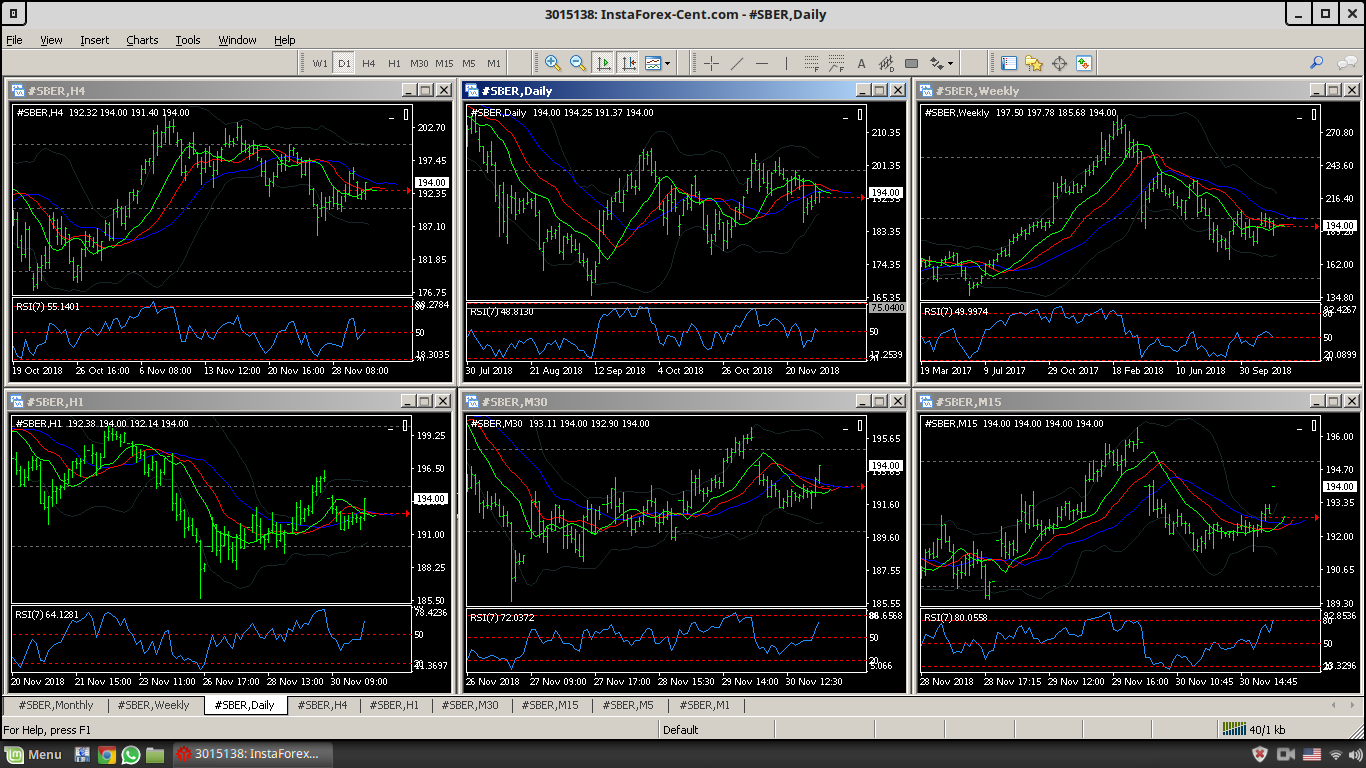 3015138: InstaForex-Cent.com - #SBER,Daily
File View Insert Charts Tools Window Help
W1 D1 H4 H1 M30 M15 M5 M1
#SBER,H4
#SBER,H4 192.32 194.00 191.40 194.00
202.70
197.45
194.00
192.35
187.10
181.85
176.75
RSI(7) 55.1401
50
18.3035
19 Oct 2018 26 Oct 16:00 6 Nov 08:00 13 Nov 12:00 20 Nov 16:00 28 Nov 08:00
#SBER,Daily
#SBER,Daily 194.00 194.25 191.37 194.00
210.35
201.35
194.00
183.35
174.35
165.35
RSI(7) 48.8130
75.0400
50
17.2539
30 Jul 2018 21 Aug 2018 12 Sep 2018 4 Oct 2018 26 Oct 2018 20 Nov 2018
#SBER,Weekly
#SBER,Weekly 197.50 197.78 185.68 194.00
270.80
243.60
216.40
194.00
162.00
134.80
RSI(7) 49.9974
50
20.0899
19 Mar 2017 9 Jul 2017 29 Oct 2017 18 Feb 2018 10 Jun 2018 30 Sep 2018
#SBER,H1
#SBER,H1 192.38 194.00 192.14 194.00
199.25
196.50
194.00
191.00
188.25
185.50
RSI(7) 64.1281
78.4236
50
20 Nov 2018 21 Nov 15:00 23 Nov 11:00 26 Nov 17:00 28 Nov 13:00 30 Nov 09:00
#SBER,M30
#SBER,M30 193.11 194.00 192.90 194.00
195.65
194.00
191.60
189.60
187.55
185.55
RSI(7) 72.0372
50
20
5.066
26 Nov 2018 27 Nov 09:00 27 Nov 17:00 28 Nov 15:30 29 Nov 14:00 30 Nov 12:30
#SBER,M15
#SBER,M15 194.00 194.00 194.00 194.00
196.00
194.70
194.00
192.00
190.65
189.30
RSI(7) 80.0558
92.8536
80
50
28 Nov 2018 28 Nov 17:15 29 Nov 12:00 29 Nov 16:00 30 Nov 10:45 30 Nov 14:45
#SBER,Monthly #SBER,Weekly #SBER,Daily #SBER,H4 #SBER,H1 #SBER,M30 #SBER,M15 #SBER,M5 #SBER,M1
For Help, press F1 Default 40/1 kb
Menu 3015138: InstaForex...